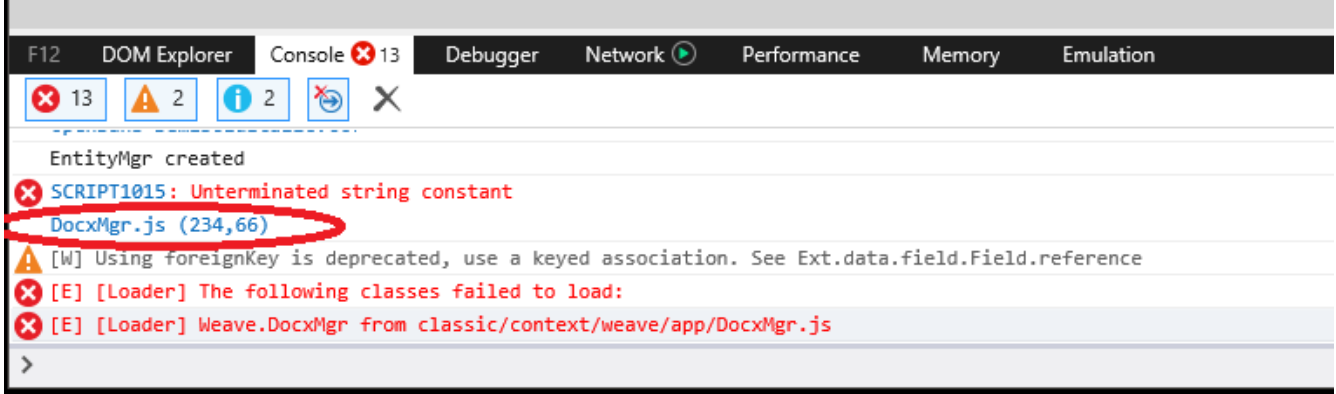 F12 DOM Explorer Console 13 Debugger Network Performance Memory Emulation
13 2 2
EntityMgr created
SCRIPT1015: Unterminated string constant
DocxMgr.js (234,66)
[W] Using foreignKey is deprecated, use a keyed association. See Ext.data.field.Field.reference
[E] [Loader] The following classes failed to load:
[E] [Loader] Weave.DocxMgr from classic/context/weave/app/DocxMgr.js
>